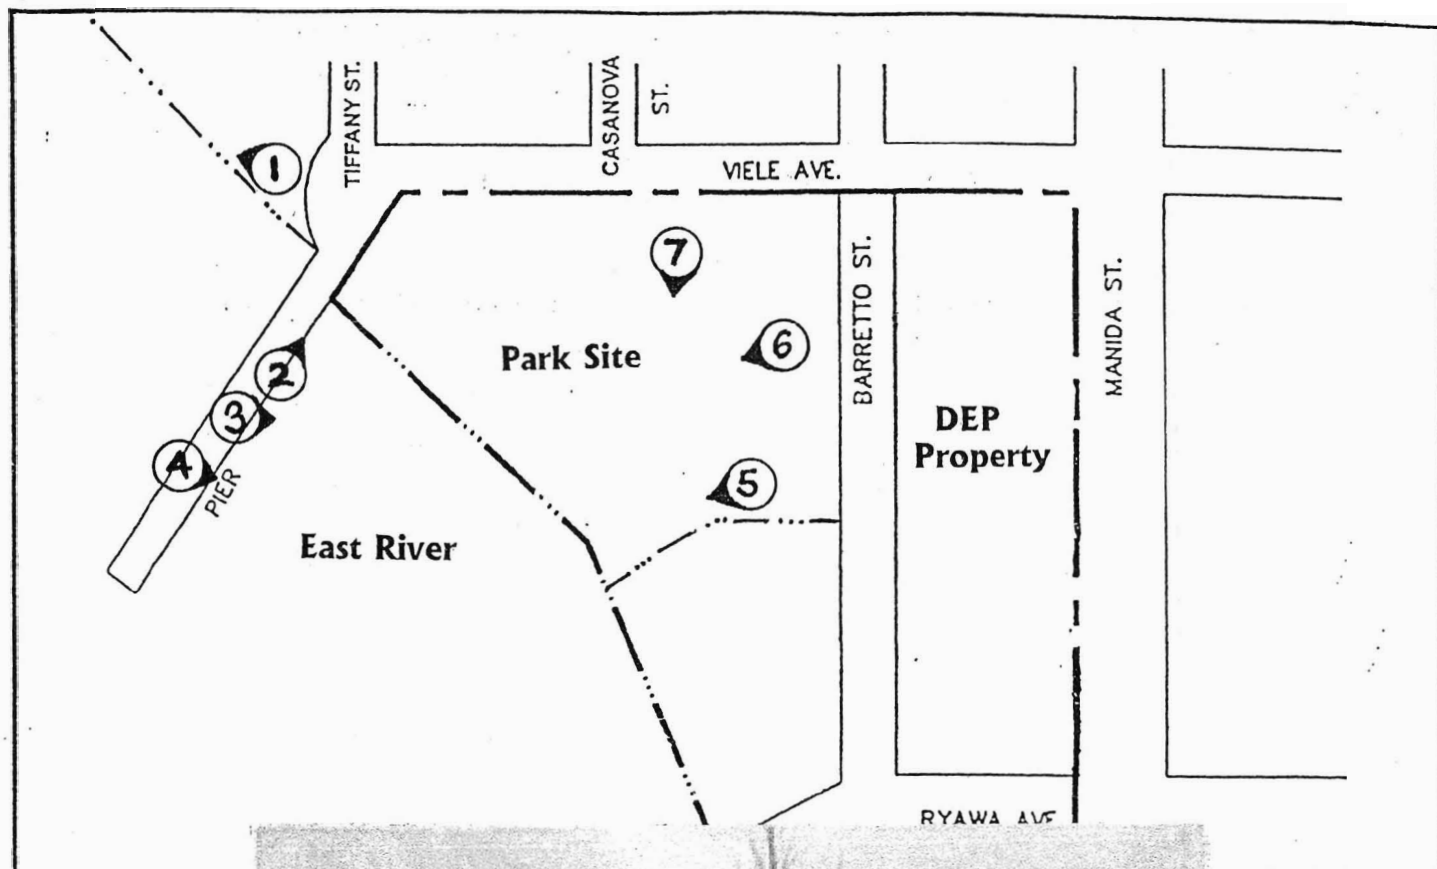 TIFFANY ST.
CASANOVA
ST.
VIELE AVE.
1
7
6
Park Site
BARRETTO ST.
MANIDA ST.
2
3
4
PIER
DEP
Property
5
East River
RYAWA AVE